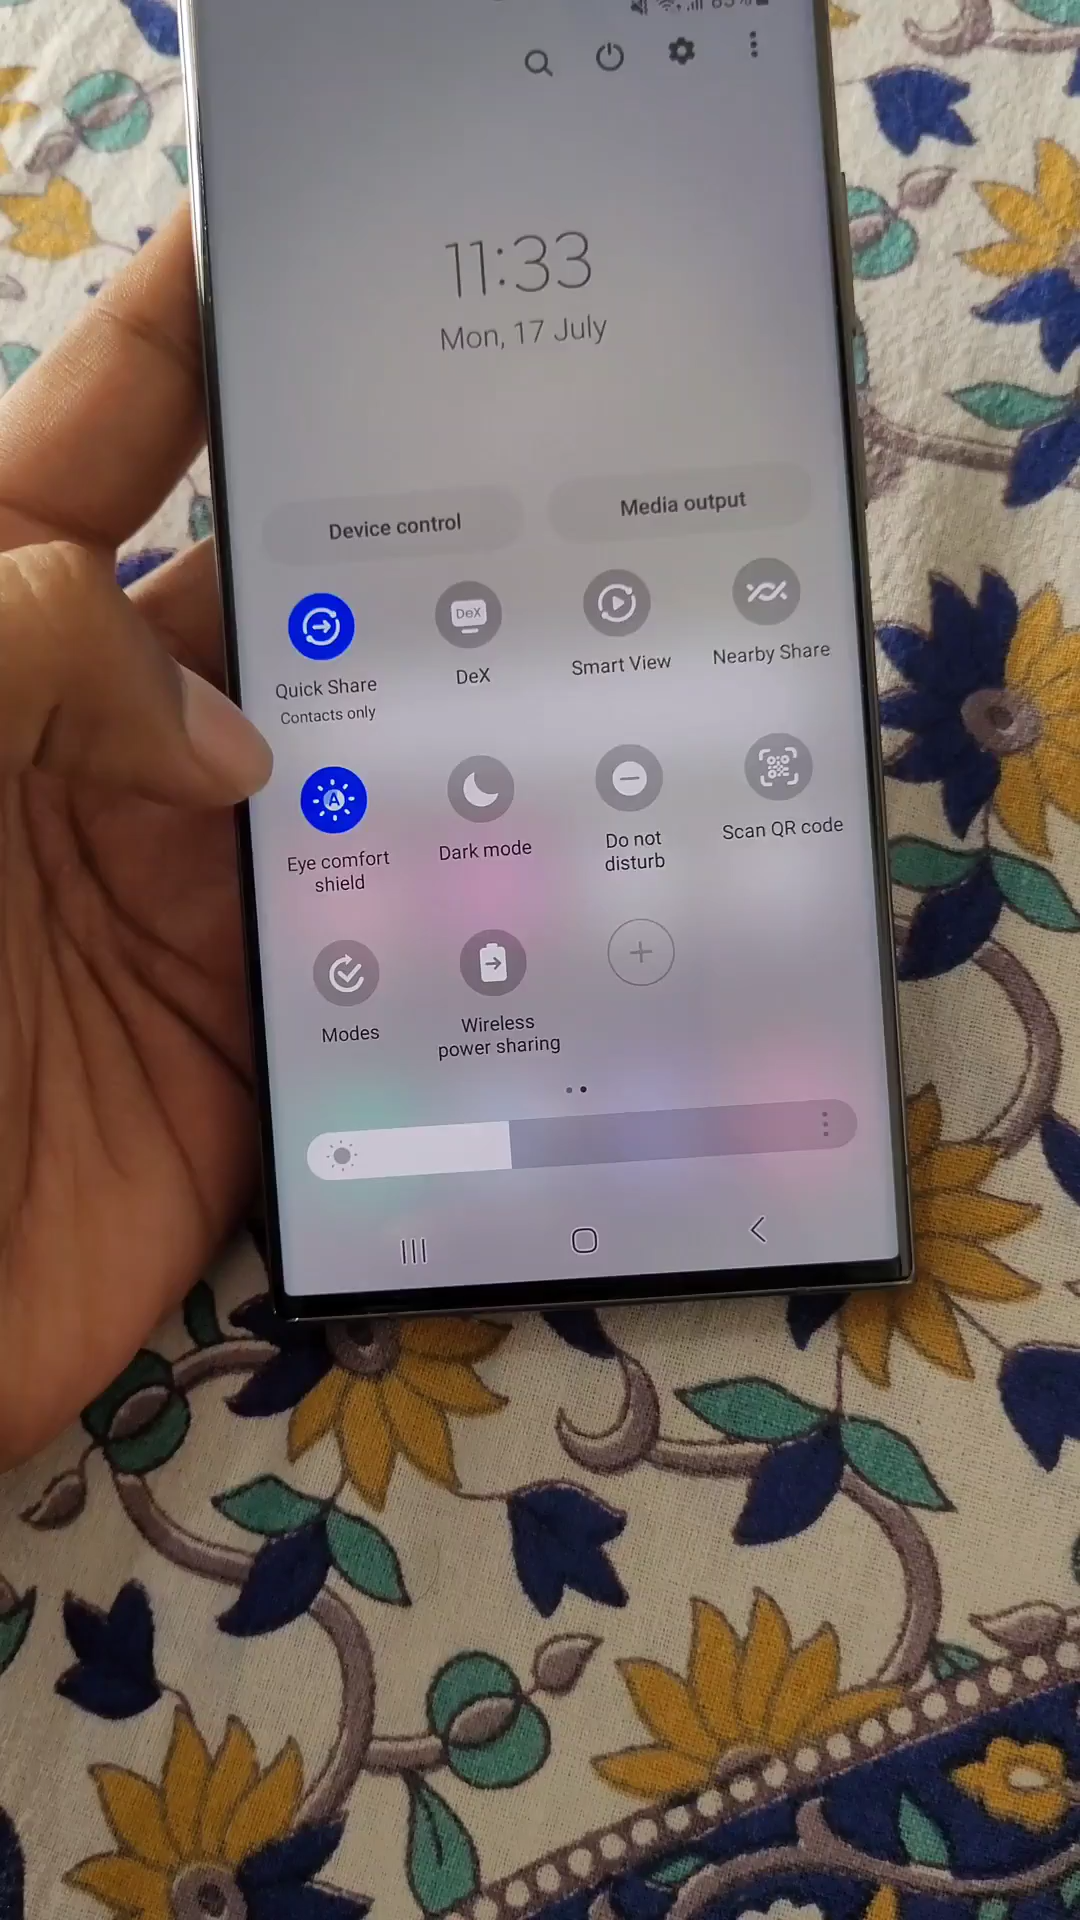 11:33
Mon, 17 July
Device control
Media output
DeX
Quick Share
Contacts only
DeX
Smart View
Nearby Share
A
Eye comfort
shield
Dark mode
Do not
disturb
Scan QR code
Modes
Wireless
power sharing